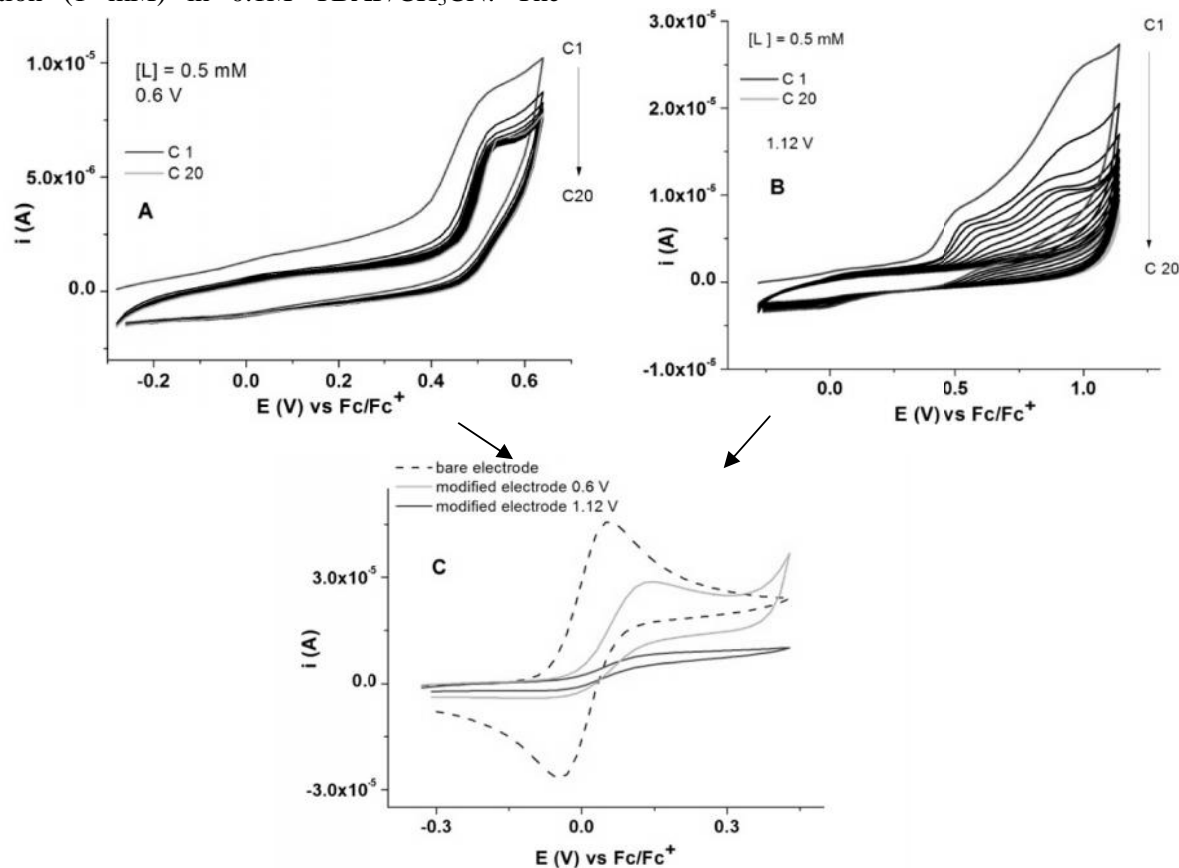 (1 mM) in 0.1M
1.0x10⁻⁵
5.0x10⁻⁶
0.0
i (A)
[L] = 0.5 mM
0.6 V
C 1
C 20
A
C1
C20
-0.2 0.0 0.2 0.4 0.6
E (V) vs Fc/Fc⁺
3.0x10⁻⁵
2.0x10⁻⁵
1.0x10⁻⁵
0.0
-1.0x10⁻⁵
i (A)
[L ] = 0.5 mM
C 1
C 20
1.12 V
B
C1
C 20
0.0 0.5 1.0
E (V) vs Fc/Fc⁺
bare electrode
modified electrode 0.6 V
modified electrode 1.12 V
C
3.0x10⁻⁵
0.0
-3.0x10⁻⁵
i (A)
-0.3 0.0 0.3
E (V) vs Fc/Fc⁺